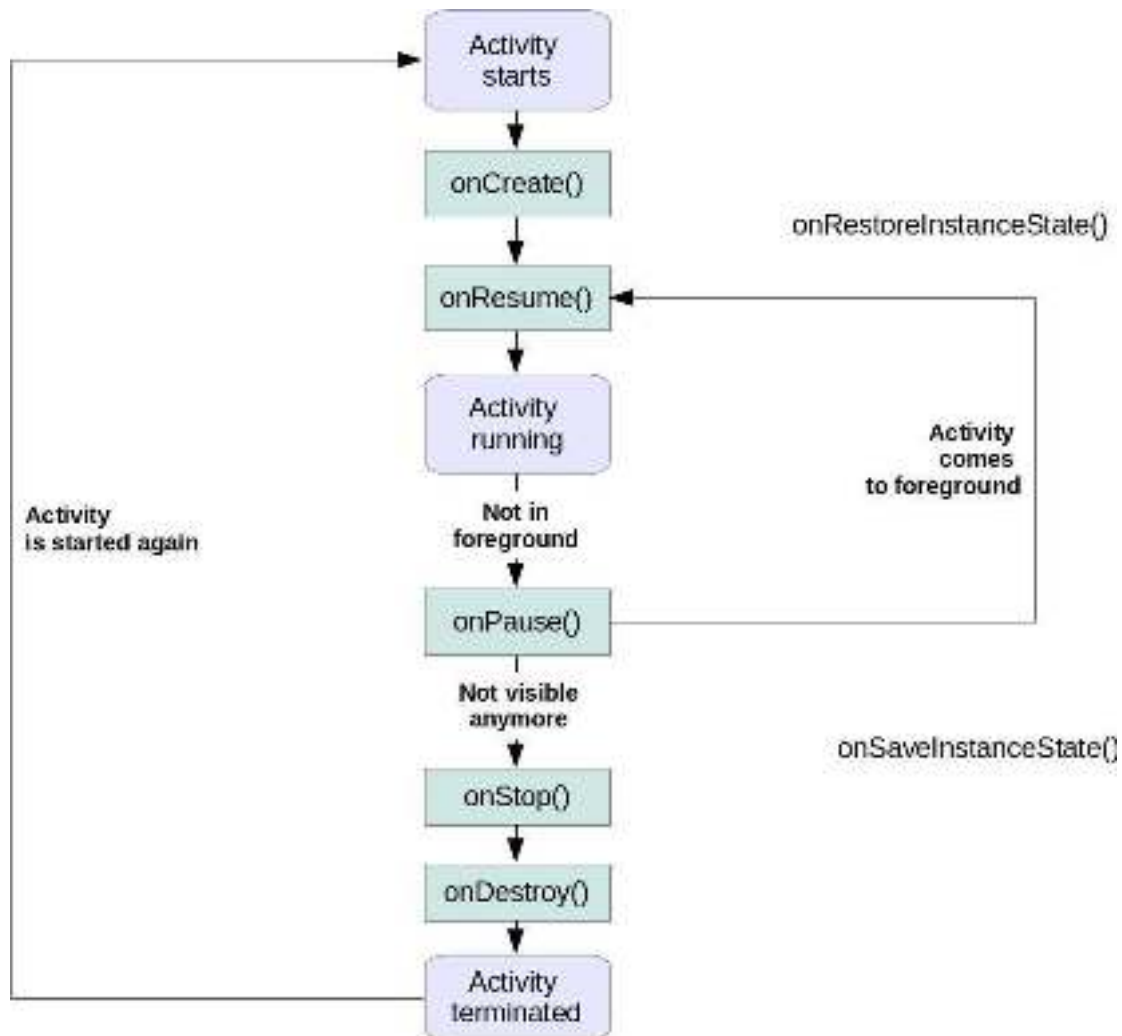 Activity
starts
onCreate()
onRestoreInstanceState()
onResume()
Activity
running
Activity
comes
to foreground
Not in
foreground
Activity
is started again
onPause()
Not visible
anymore
onSaveInstanceState()
onStop()
onDestroy()
Activity
terminated